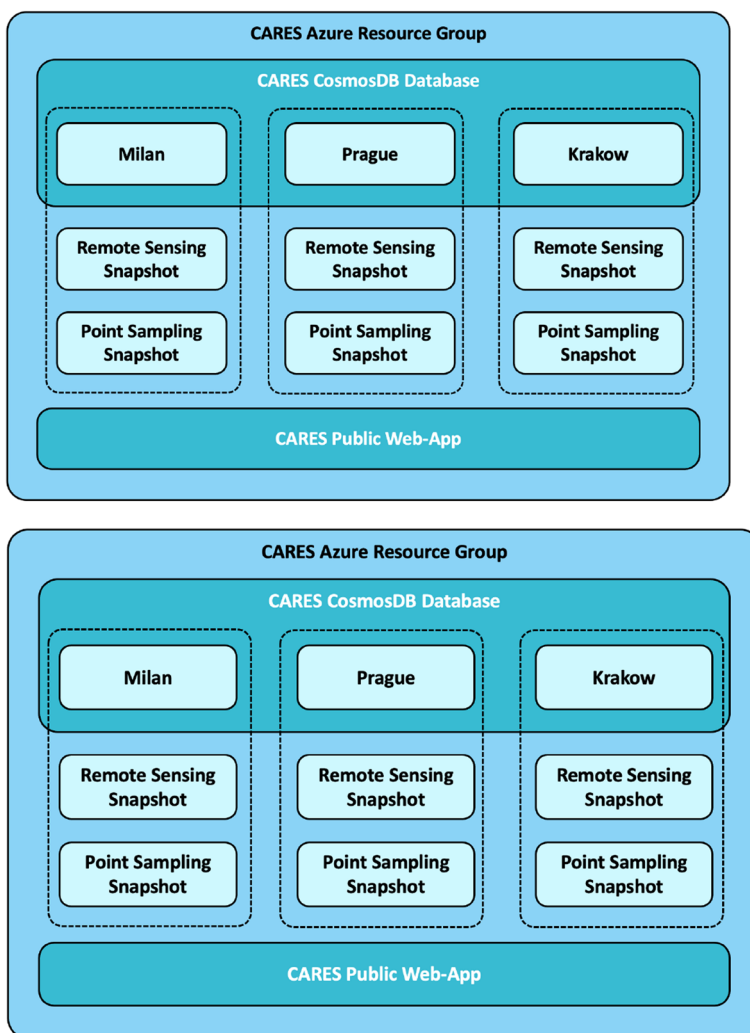 CARES Azure Resource Group
CARES CosmosDB Database
Milan
Prague
Krakow
Remote Sensing
Snapshot
Remote Sensing
Snapshot
Remote Sensing
Snapshot
Point Sampling
Snapshot
Point Sampling
Snapshot
Point Sampling
Snapshot
CARES Public Web-App
CARES Azure Resource Group
CARES CosmosDB Database
Milan
Prague
Krakow
Remote Sensing
Snapshot
Remote Sensing
Snapshot
Remote Sensing
Snapshot
Point Sampling
Snapshot
Point Sampling
Snapshot
Point Sampling
Snapshot
CARES Public Web-App